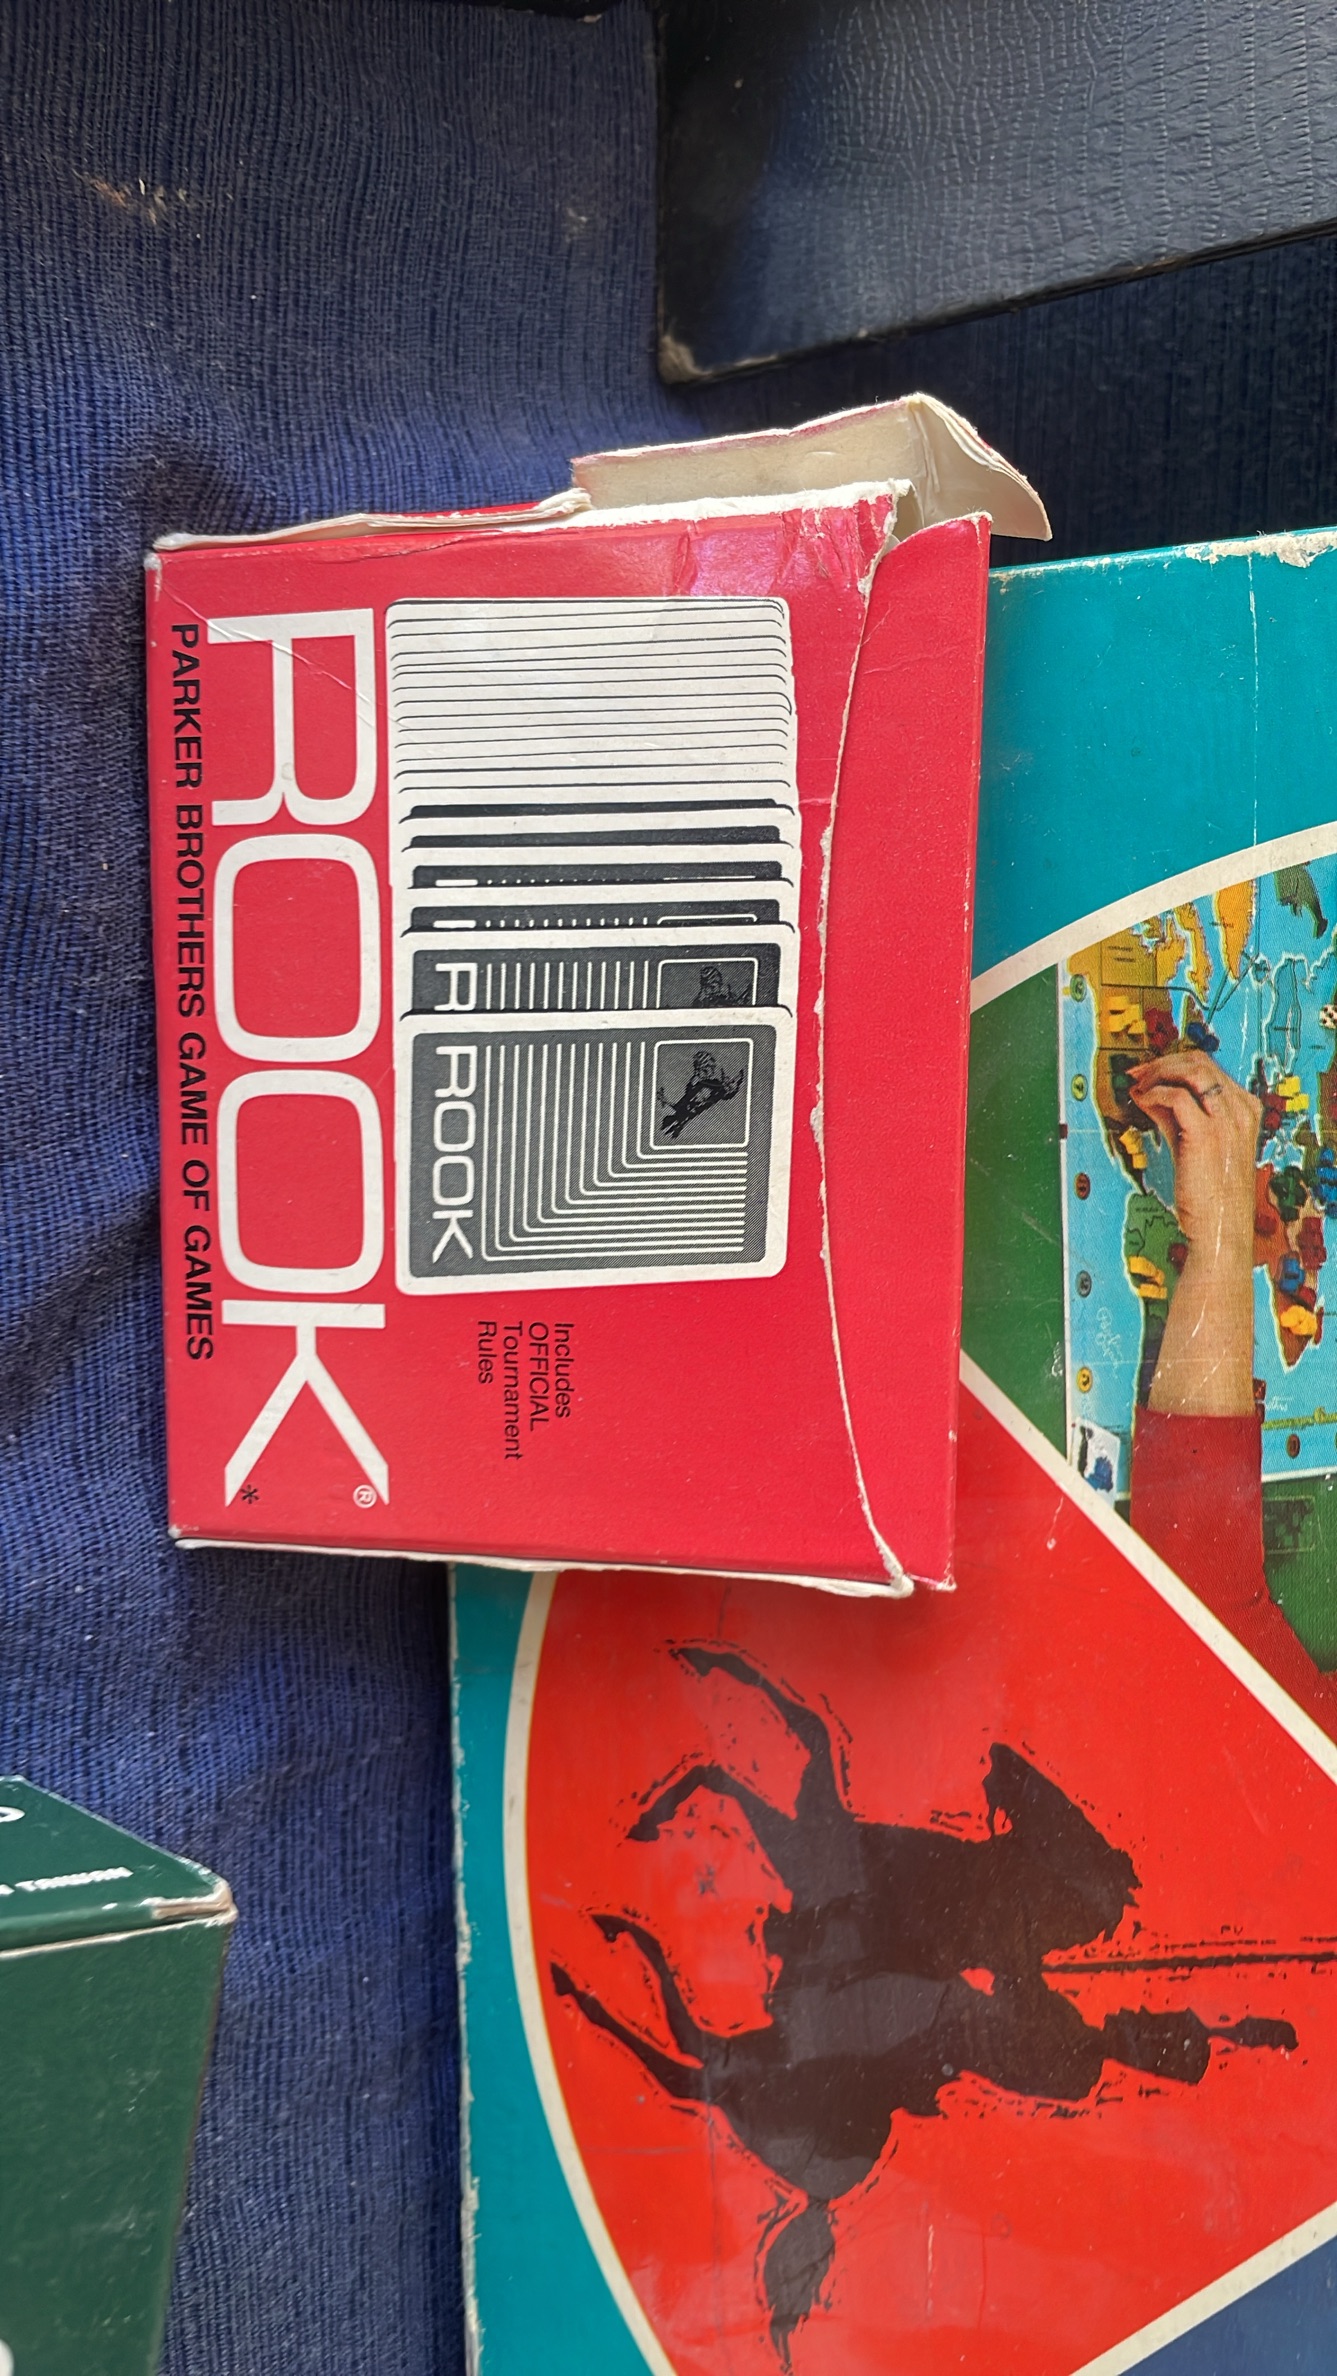 ROOK
®
*
PARKER BROTHERS GAME OF GAMES
R
ROOK
Includes
OFFICIAL
Tournament
Rules